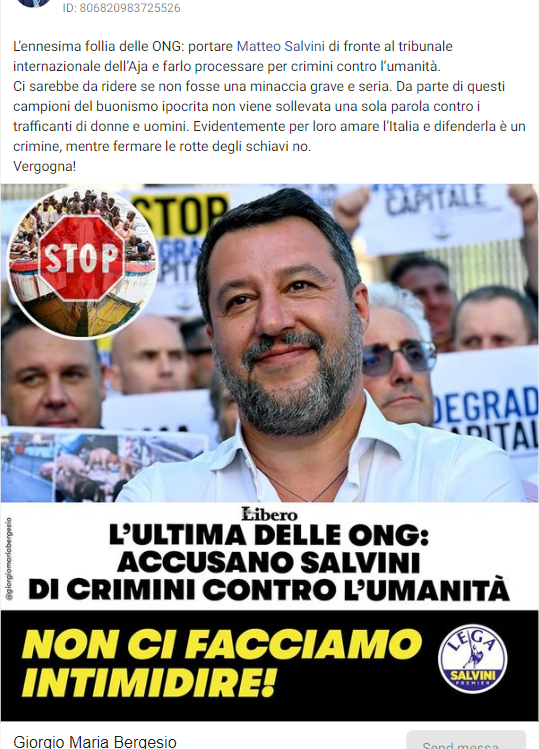 ID: 806820983725526
L'ennesima follia delle ONG: portare Matteo Salvini di fronte al tribunale
internazionale dell'Aja e farlo processare per crimini contro l'umanità.
Ci sarebbe da ridere se non fosse una minaccia grave e seria. Da parte di questi
campioni del buonismo ipocrita non viene sollevata una sola parola contro i
trafficanti di donne e uomini. Evidentemente per loro amare l'Italia e difenderla è un
crimine, mentre fermare le rotte degli schiavi no.
Vergogna!
STOP
STOP
CAPITALE
DEGRAD
Libero
L'ULTIMA DELLE ONG:
ACCUSANO SALVINI
DI CRIMINI CONTRO L'UMANITÀ
@giorgiomariabergesio
NON CI FACCIAMO
INTIMIDIRE!
LEGA
SALVINI
PREMIER
Giorgio Maria Bergesio
Send messa